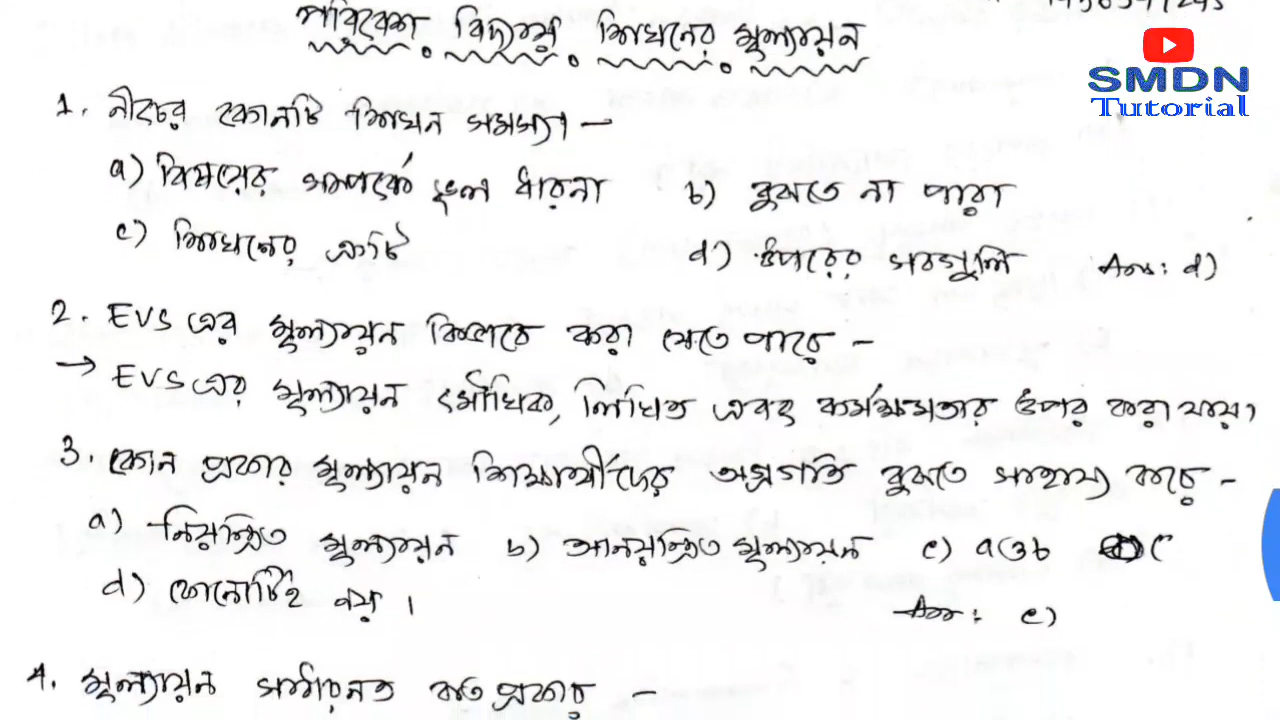 পরিবেশ বিদ্যায় শিখনের মূল্যায়ন
SMDN
Tutorial
1. নীচের কোনটি শিখন সমস্যা —
a) বিষয়ের সম্পর্কে ভুল ধারনা b) বুঝতে না পারা
c) শিখনের ত্রুটি d) উপরের সবগুলি Ans: d)
2. EVS এর মূল্যায়ন কিভাবে করা যেতে পারে —
→ EVS এর মূল্যায়ন মৌখিক, লিখিত এবং কর্মক্ষমতার উপর করা যায়।
3. কোন প্রকার মূল্যায়ন শিক্ষার্থীদের অগ্রগতি বুঝতে সাহায্য করে —
a) নিয়ন্ত্রিত মূল্যায়ন b) অনিয়ন্ত্রিত মূল্যায়ন c) a ও b
d) কোনোটিই নয়। Ans: c)
4. মূল্যায়ন সাধারনত কত প্রকার —